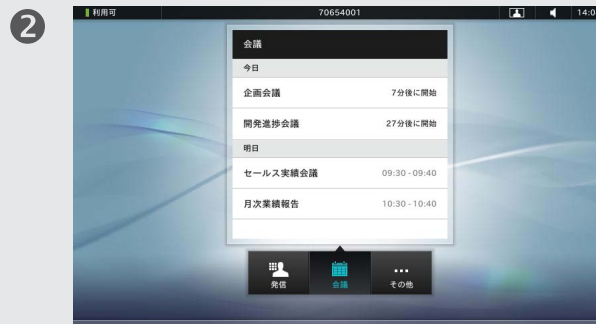 2
利用可 70654001 14:0
会議
今日
企画会議 7分後に開始
開発進捗会議 27分後に開始
明日
セールス実績会議 09:30 - 09:40
月次業績報告 10:30 - 10:40
発信 会議 その他